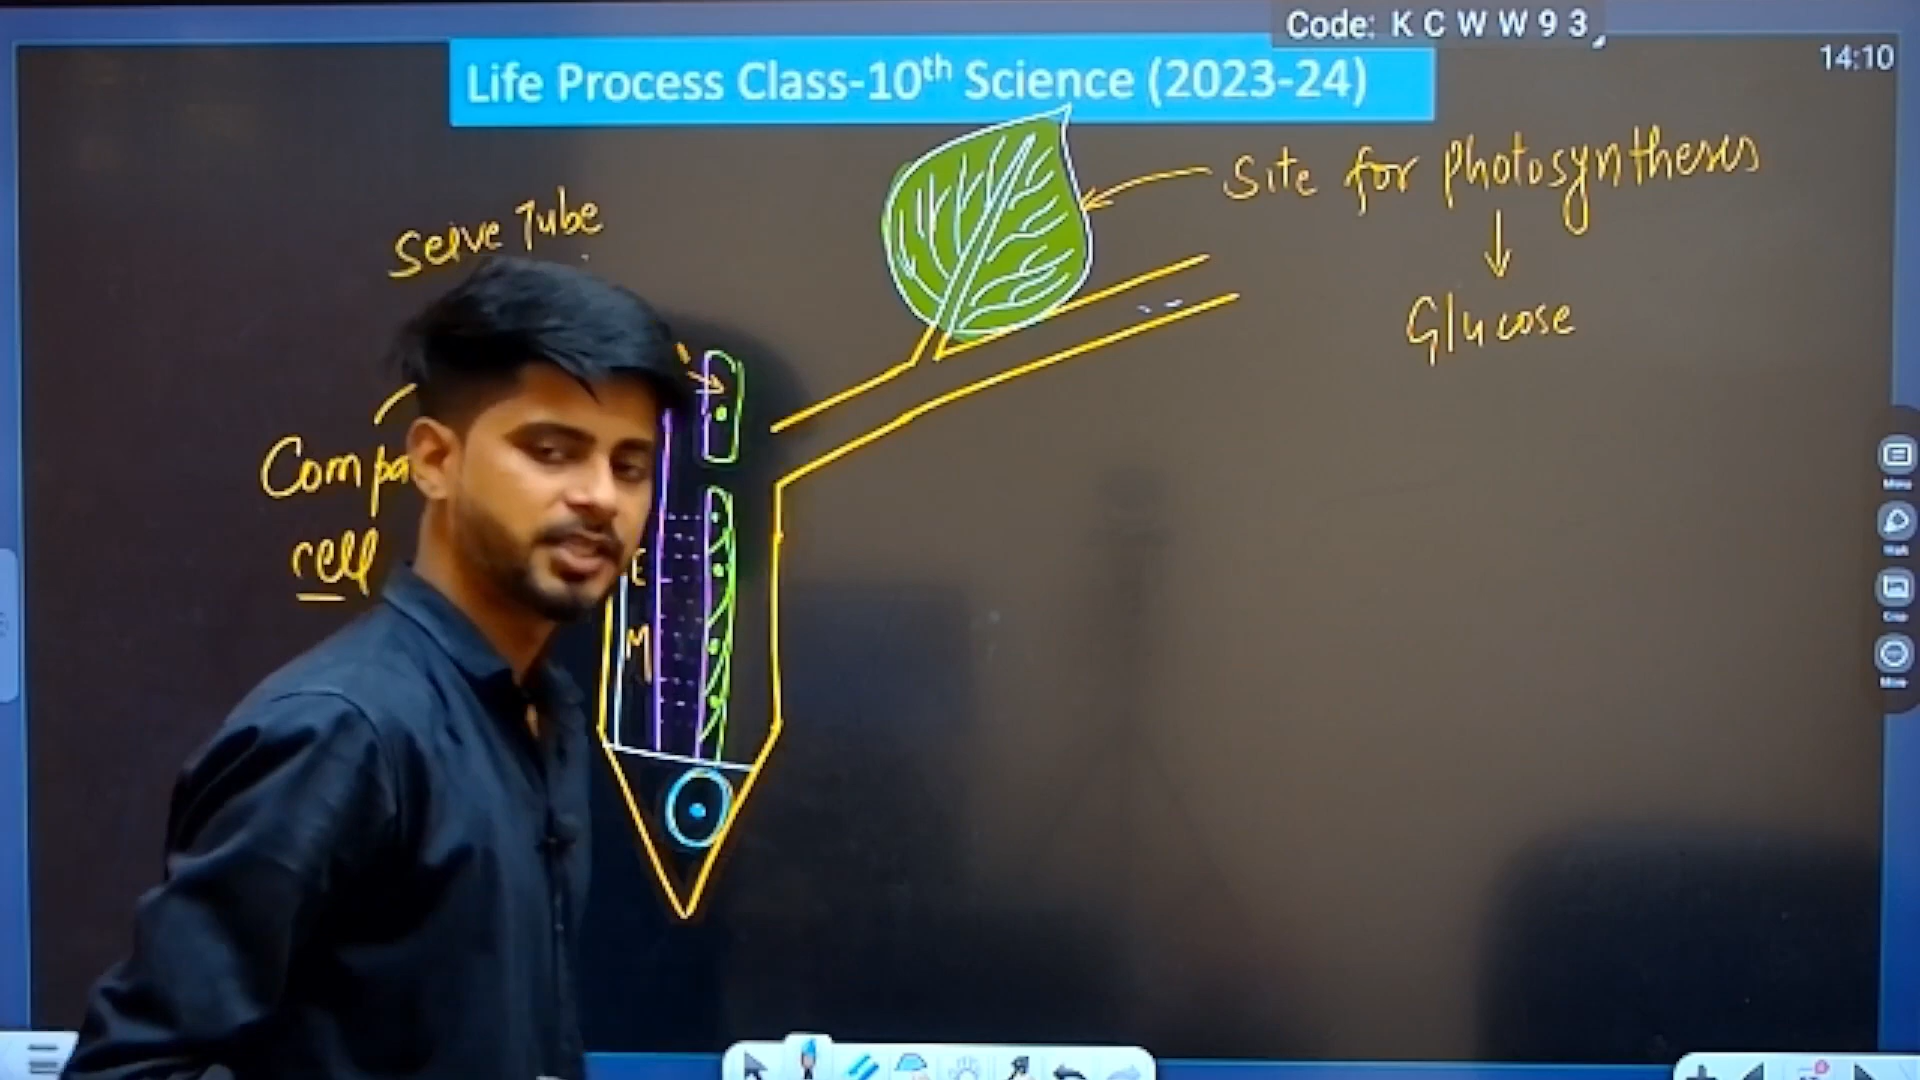 Code: K C W W 9 3
14:10
Life Process Class-10th Science (2023-24)
Site for Photosynthesis
Seive Tube
Glucose
Compa
cell
E
M